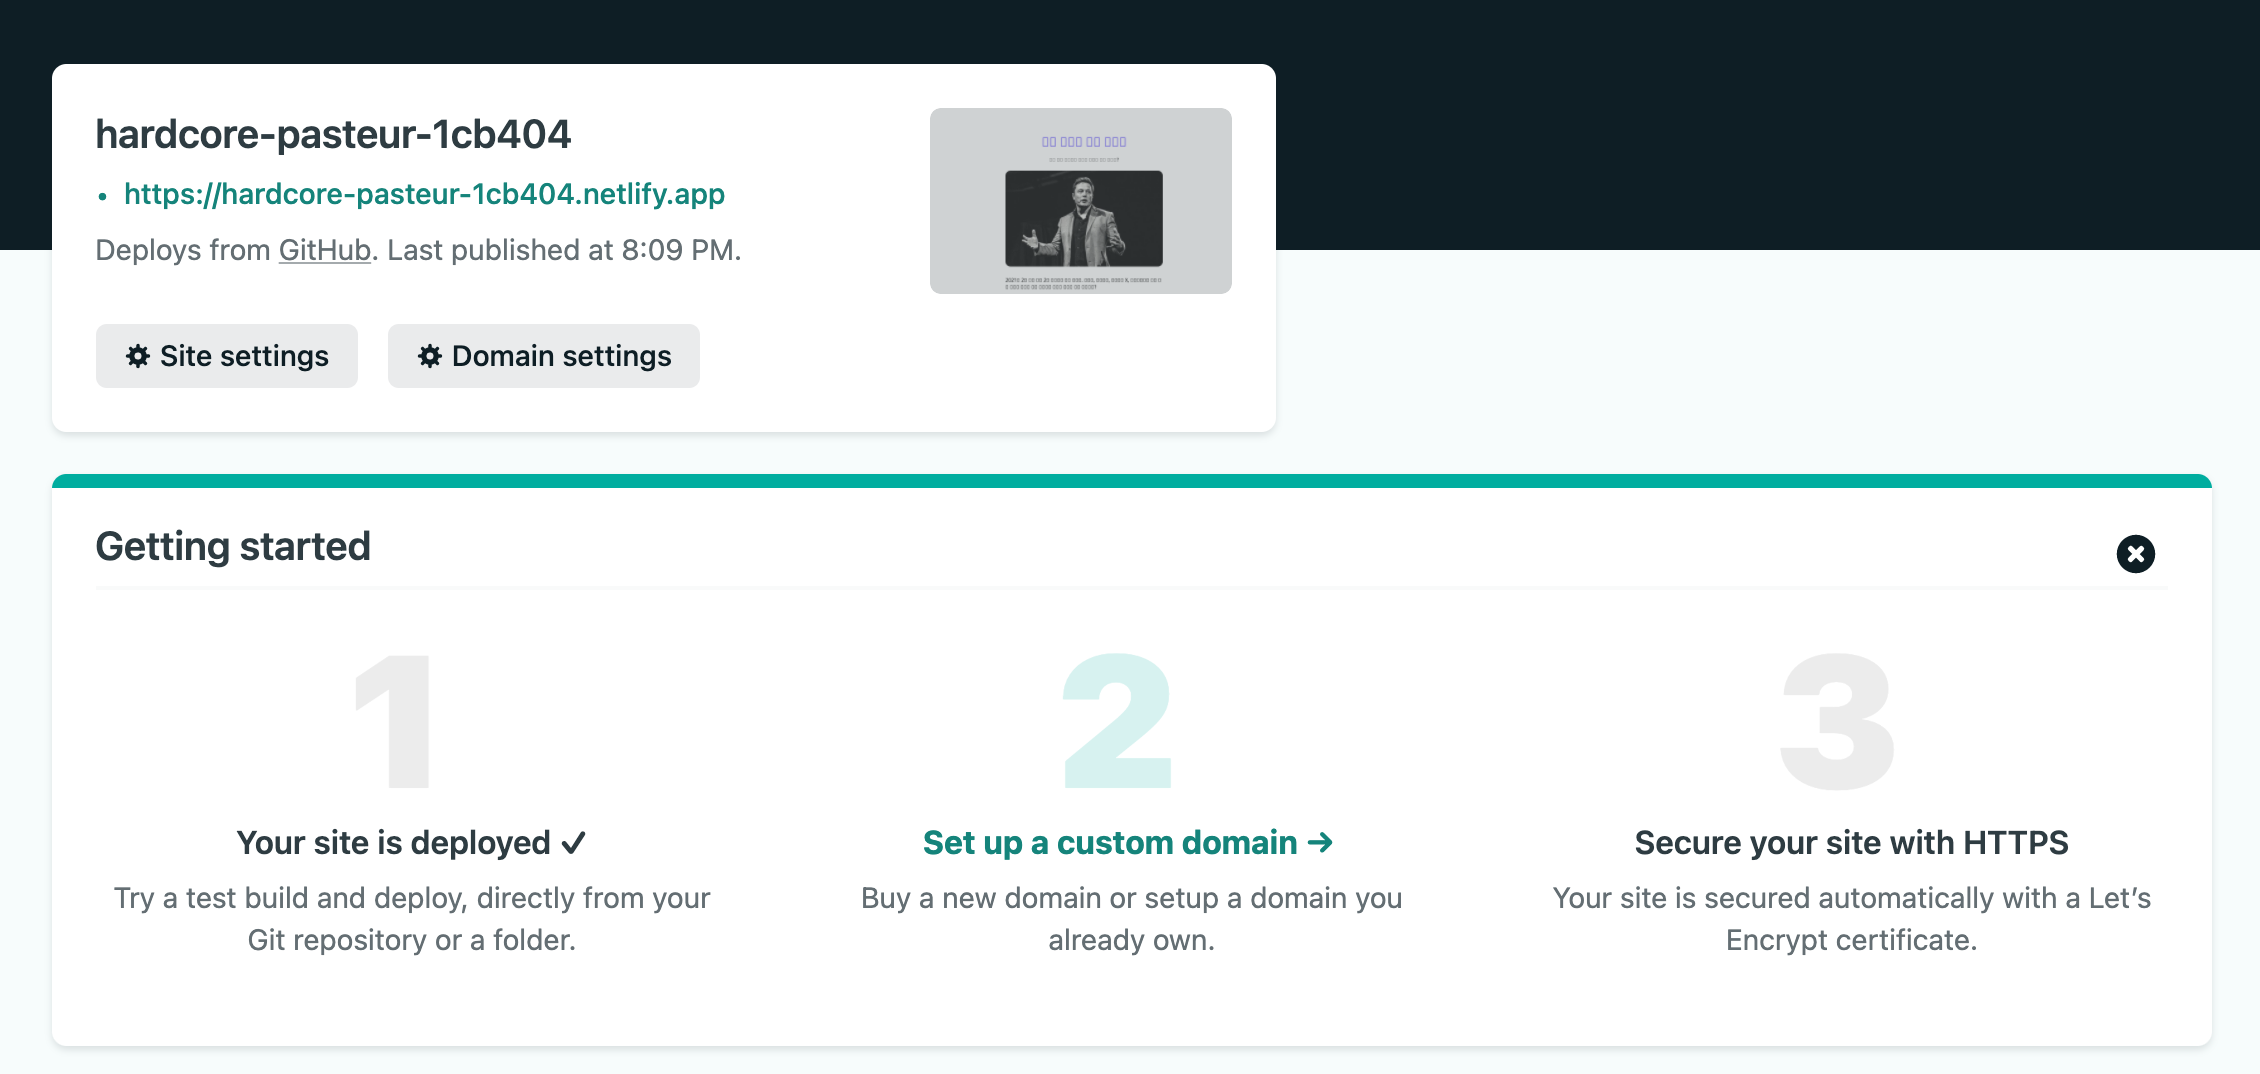 hardcore-pasteur-1cb404
https://hardcore-pasteur-1cb404.netlify.app
Deploys from GitHub. Last published at 8:09 PM.
Site settings
Domain settings
Getting started
1
Your site is deployed ✓
Try a test build and deploy, directly from your
Git repository or a folder.
2
Set up a custom domain →
Buy a new domain or setup a domain you
already own.
3
Secure your site with HTTPS
Your site is secured automatically with a Let’s
Encrypt certificate.